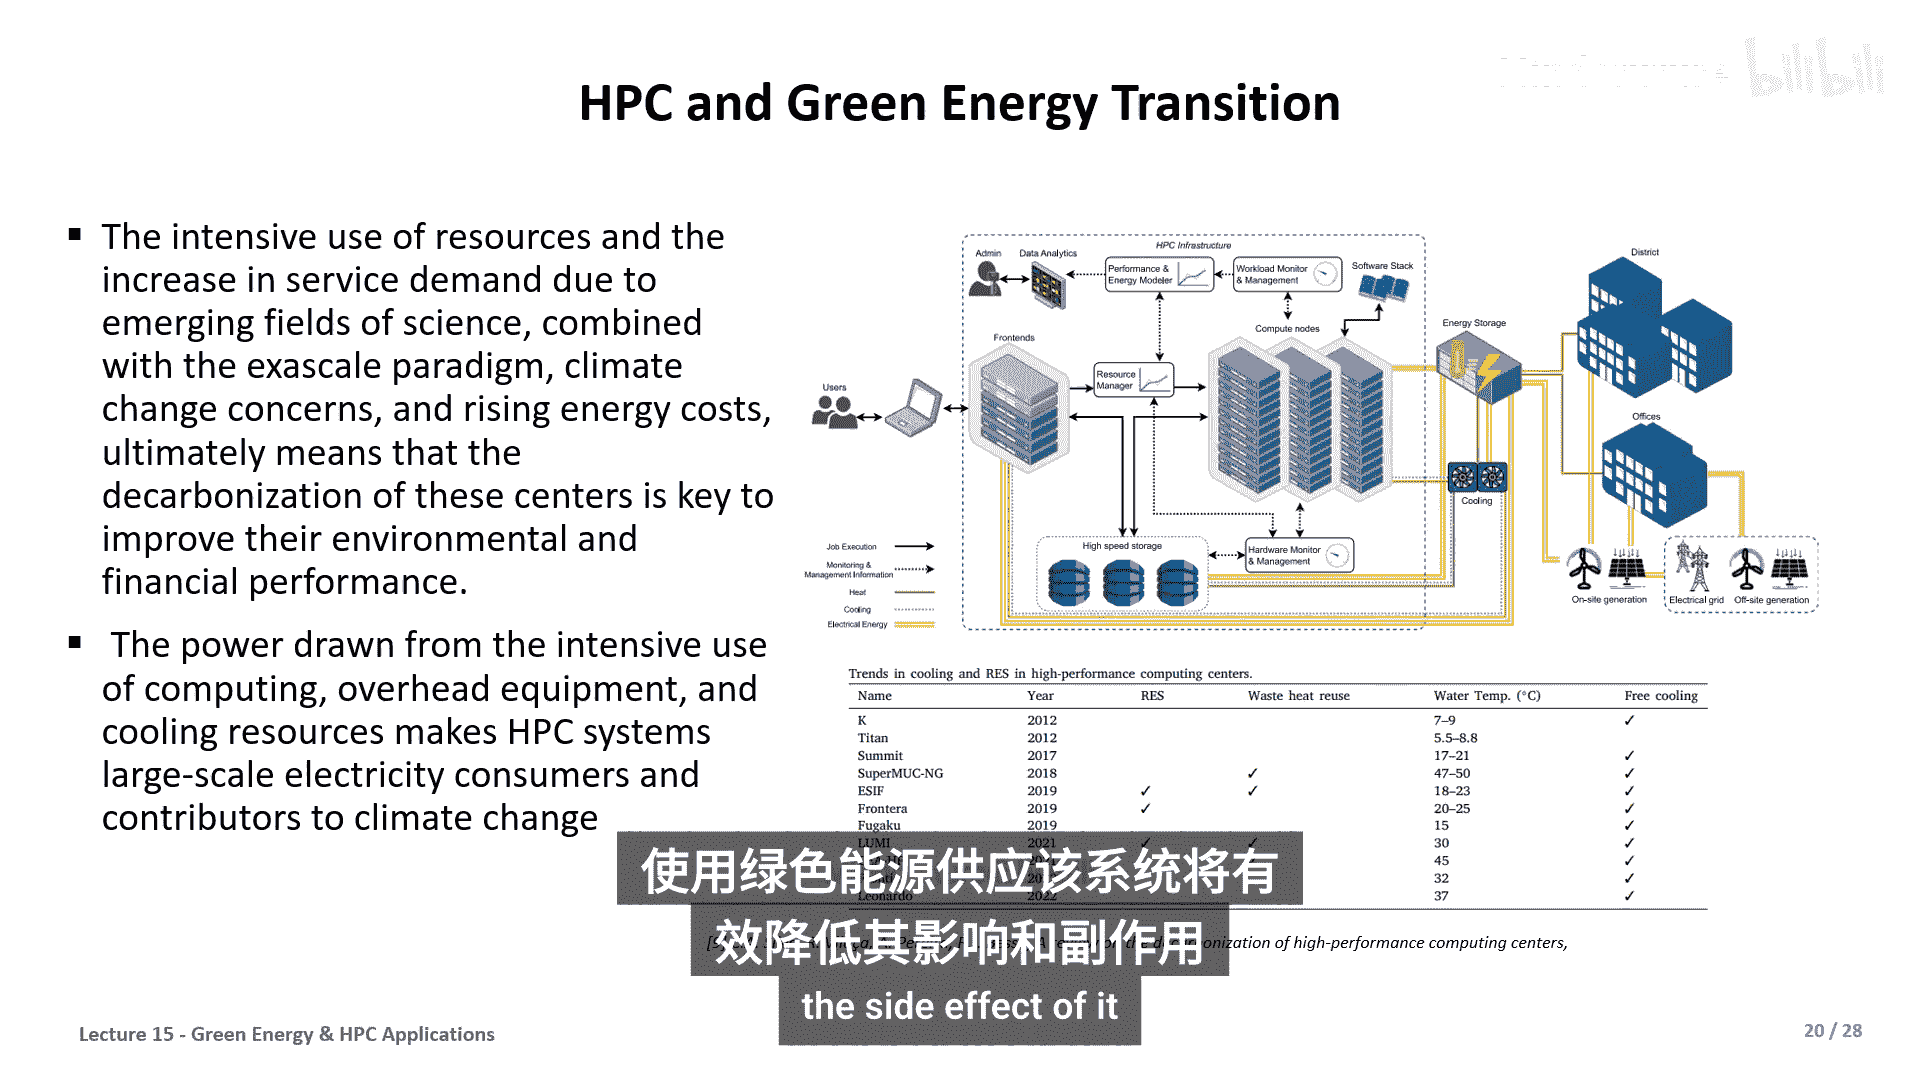 bilibili
HPC and Green Energy Transition
▪ The intensive use of resources and the
increase in service demand due to
emerging fields of science, combined
with the exascale paradigm, climate
change concerns, and rising energy costs,
ultimately means that the
decarbonization of these centers is key to
improve their environmental and
financial performance.
▪ The power drawn from the intensive use
of computing, overhead equipment, and
cooling resources makes HPC systems
large-scale electricity consumers and
contributors to climate change
HPC Infrastructure
Admin
Data Analytics
Performance &
Energy Modeler
Workload Monitor
& Management
Software Stack
Compute nodes
Frontends
Resource
Manager
Users
High speed storage
Hardware Monitor
& Management
Energy Storage
Cooling
District
Offices
On-site generation
Electrical grid
Off-site generation
Job Execution
Monitoring &
Management Information
Heat
Cooling
Electrical Energy
Trends in cooling and RES in high-performance computing centers.
Name Year RES Waste heat reuse Water Temp. (°C) Free cooling
K 2012 7–9 ✓
Titan 2012 5.5–8.8
Summit 2017 17–21 ✓
SuperMUC-NG 2018 ✓ 47–50 ✓
ESIF 2019 ✓ ✓ 18–23 ✓
Frontera 2019 ✓ 20–25 ✓
Fugaku 2019 15 ✓
LUMI 2021 ✓ ✓ 30 ✓
45 ✓
32 ✓
Leonardo 2022 37 ✓
decarbonization of high-performance computing centers,
使用绿色能源供应该系统将有
效降低其影响和副作用
the side effect of it
Lecture 15 - Green Energy & HPC Applications
20 / 28